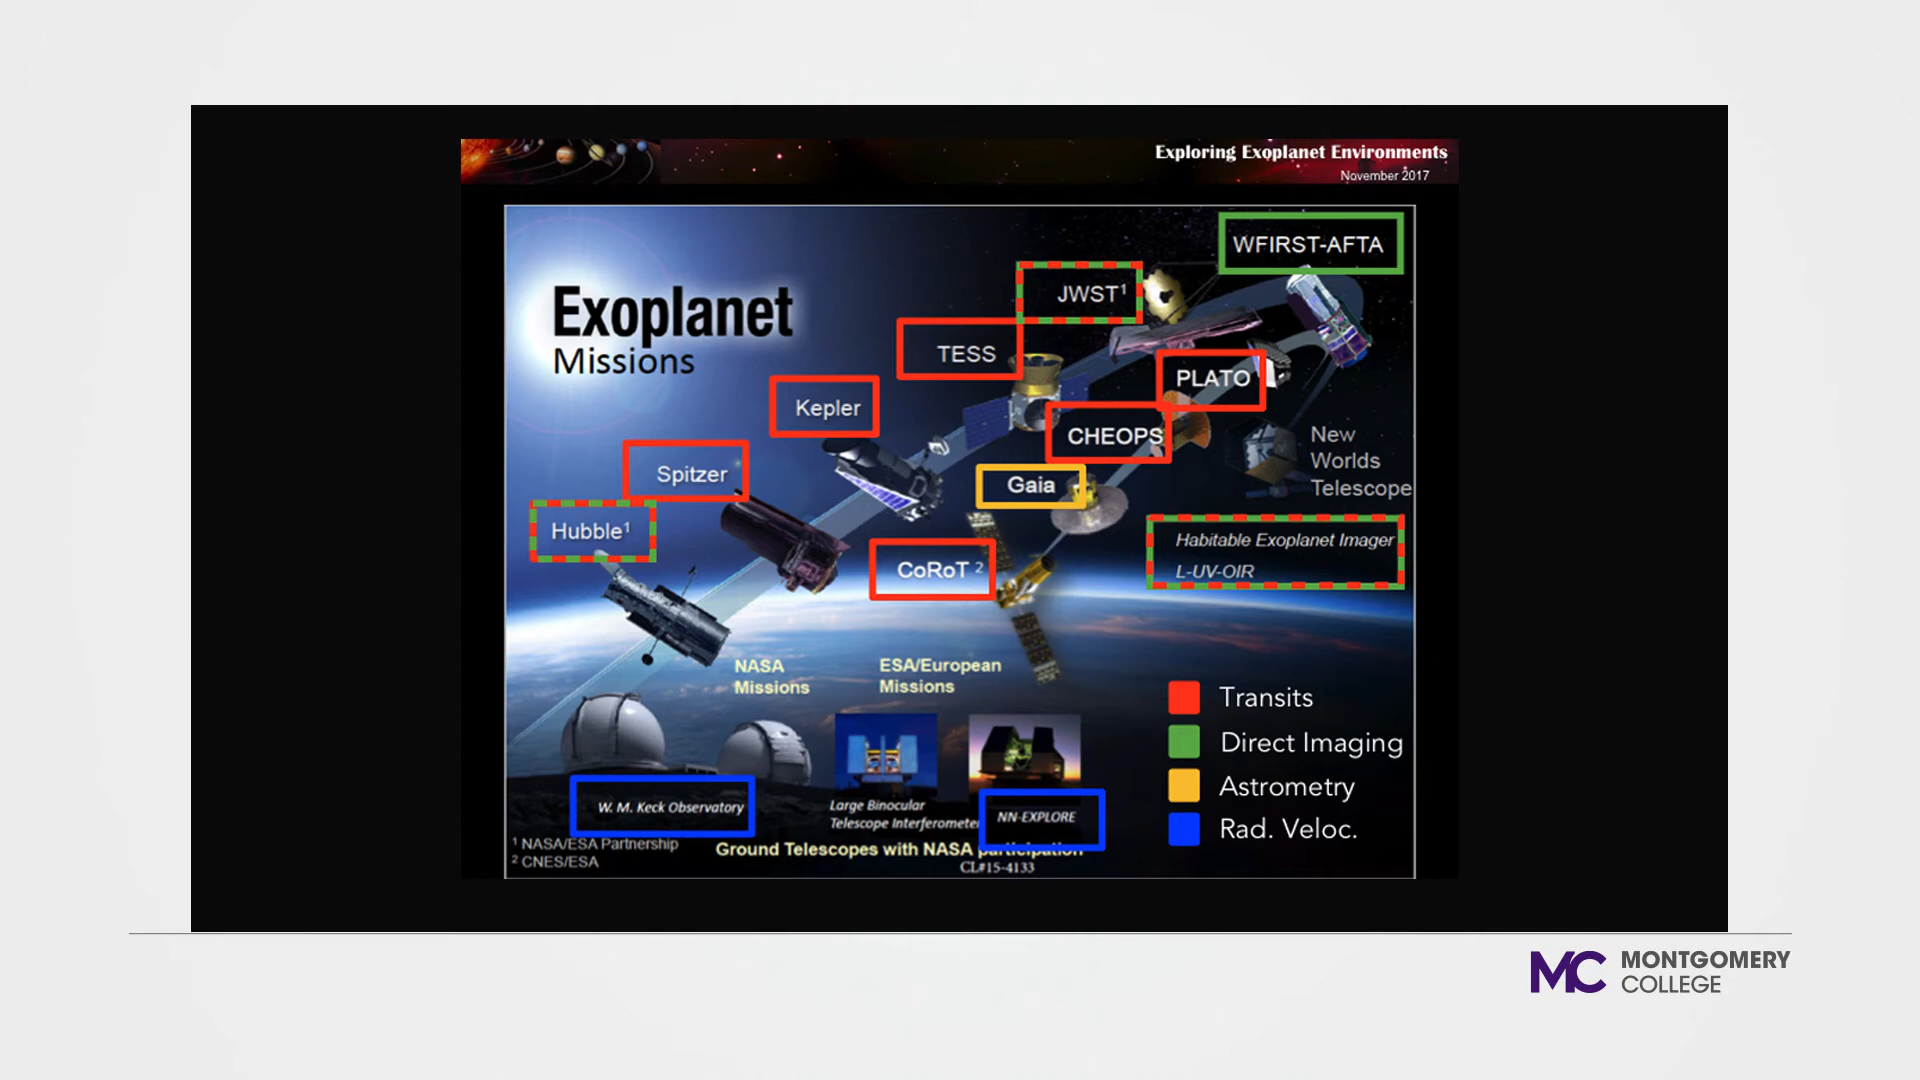 Exploring Exoplanet Environments
November 2017
WFIRST-AFTA
JWST¹
Exoplanet
Missions
TESS
PLATO
Kepler
CHEOPS
New
Worlds
Telescope
Spitzer
Gaia
Hubble¹
Habitable Exoplanet Imager
L-UV-OIR
CoRoT ²
NASA
Missions
ESA/European
Missions
Transits
Direct Imaging
Astrometry
Rad. Veloc.
W. M. Keck Observatory
Large Binocular
Telescope Interferometer
NN-EXPLORE
¹ NASA/ESA Partnership
² CNES/ESA
Ground Telescopes with NASA participation
CL#15-4133
MC MONTGOMERY
COLLEGE